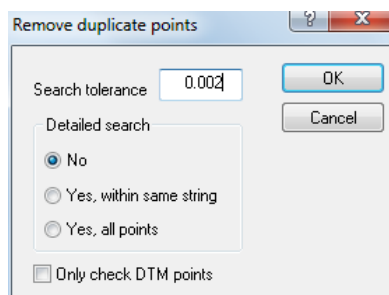 Remove duplicate points
? x
Search tolerance 0.002 OK
Cancel
Detailed search
No
Yes, within same string
Yes, all points
Only check DTM points